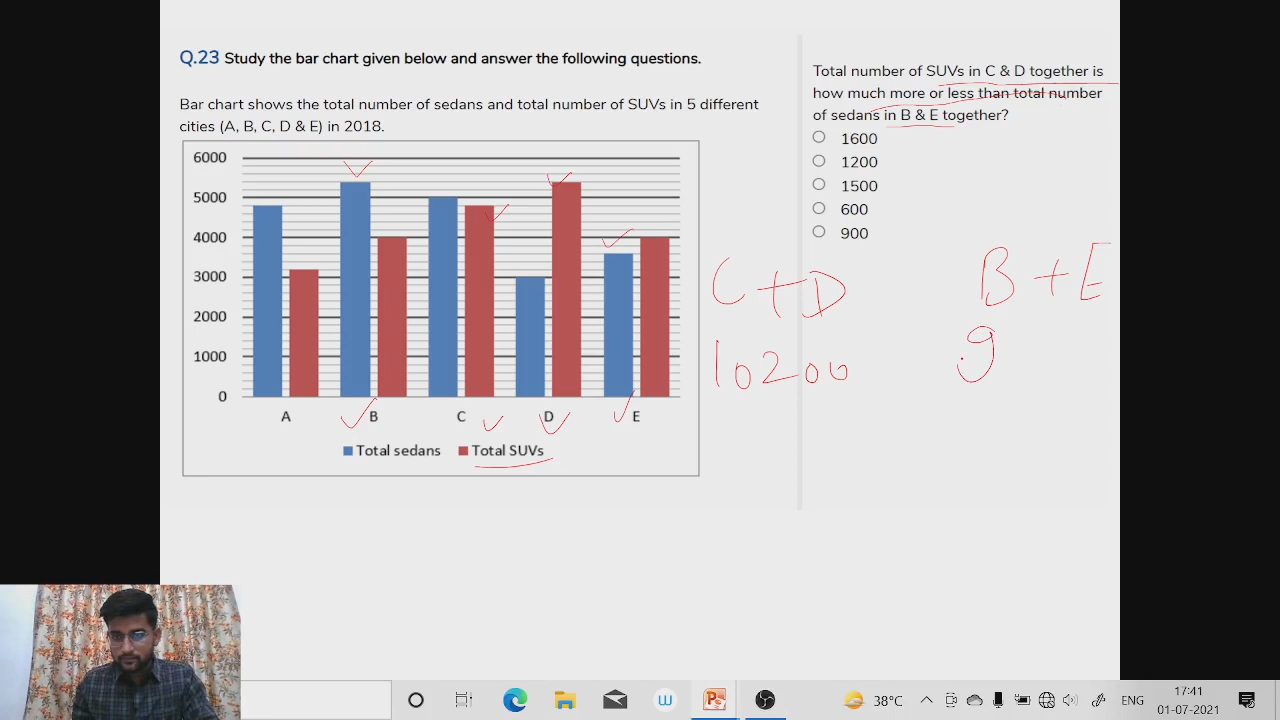 Q.23 Study the bar chart given below and answer the following questions.
Bar chart shows the total number of sedans and total number of SUVs in 5 different
cities (A, B, C, D & E) in 2018.
6000
5000
4000
3000
2000
1000
0
A B C D E
Total sedans Total SUVs
Total number of SUVs in C & D together is
how much more or less than total number
of sedans in B & E together?
1600
1200
1500
600
900
C + D
10200
B + E
9
38°C
ENG
17:41
01-07-2021